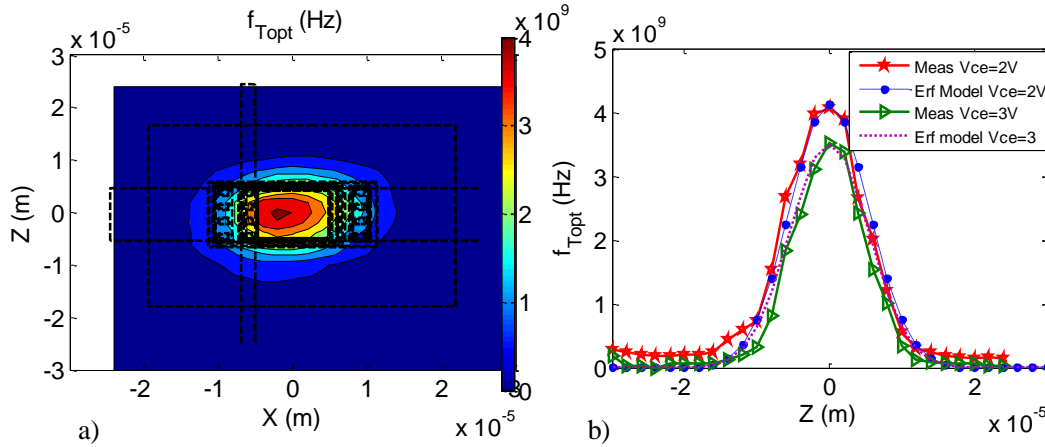 f_Topt (Hz)
x 10^-5
x 10^9
3
2
1
0
-1
-2
-3
Z (m)
-2
-1
0
1
2
3
X (m)
x 10^-5
4
3
2
1
0
a)
x 10^9
5
4
3
2
1
0
f_Topt (Hz)
Meas Vce=2V
Erf Model Vce=2V
Meas Vce=3V
Erf model Vce=3
-2
0
2
Z (m)
x 10^-5
b)